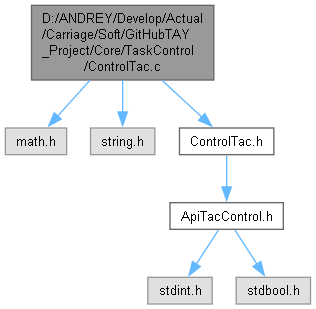 D:/ANDREY/Develop/Actual
/Carriage/Soft/GitHubTAY
_Project/Core/TaskControl
/ControlTac.c
math.h
string.h
ControlTac.h
ApiTacControl.h
stdint.h
stdbool.h